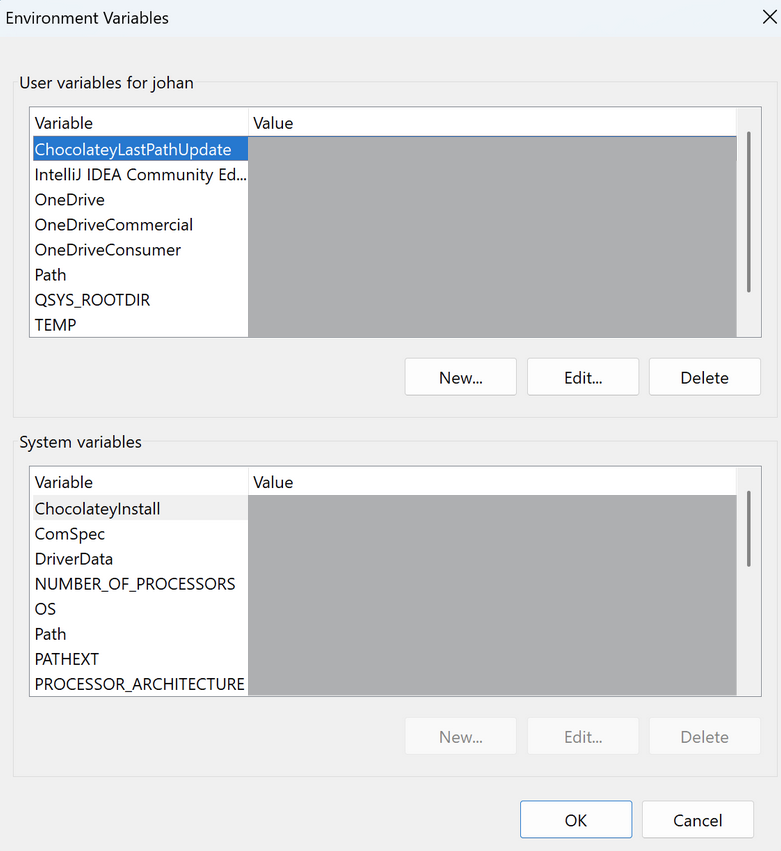 Environment Variables
User variables for johan
Variable Value
ChocolateyLastPathUpdate
IntelliJ IDEA Community Ed...
OneDrive
OneDriveCommercial
OneDriveConsumer
Path
QSYS_ROOTDIR
TEMP
New... Edit... Delete
System variables
Variable Value
ChocolateyInstall
ComSpec
DriverData
NUMBER_OF_PROCESSORS
OS
Path
PATHEXT
PROCESSOR_ARCHITECTURE
New... Edit... Delete
OK Cancel